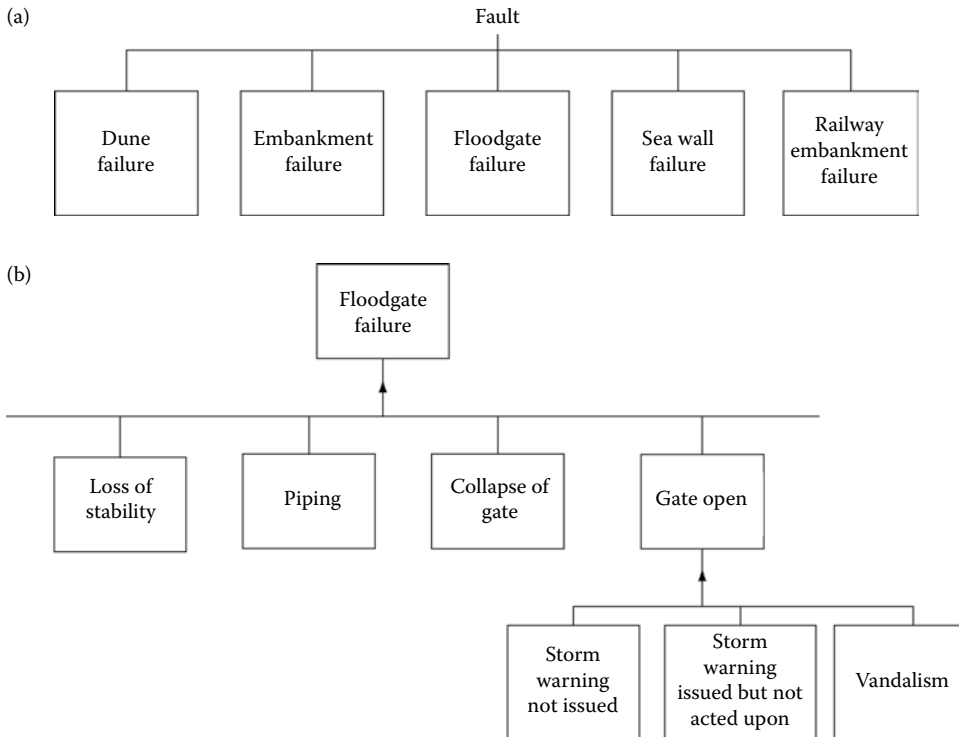 (a)
Fault
Dune
failure
Embankment
failure
Floodgate
failure
Sea wall
failure
Railway
embankment
failure
(b)
Floodgate
failure
Loss of
stability
Piping
Collapse of
gate
Gate open
Storm
warning
not issued
Storm
warning
issued but not
acted upon
Vandalism